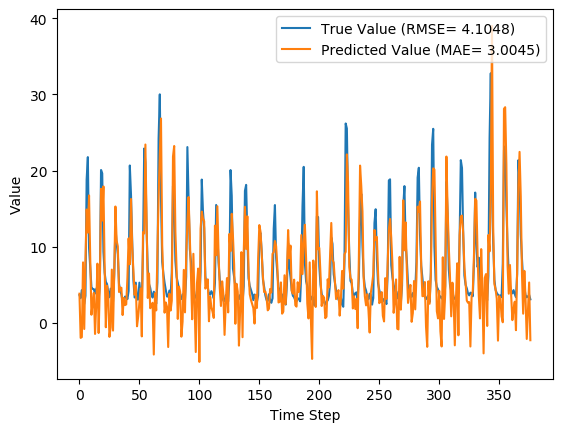 True Value (RMSE= 4.1048)
Predicted Value (MAE= 3.0045)
40
30
20
10
0
Value
0 50 100 150 200 250 300 350
Time Step